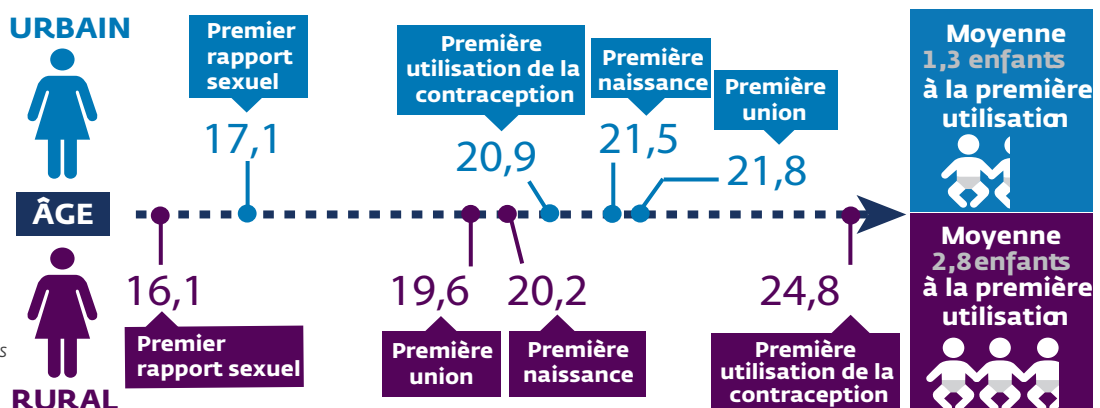 URBAIN
Premier
rapport
sexuel
17,1
Première
utilisation de la
contraception
20,9
Première
naissance
21,5
Première
union
21,8
Moyenne
1,3 enfants
à la première
utilisation
ÂGE
16,1
Premier
rapport sexuel
19,6
Première
union
20,2
Première
naissance
24,8
Première
utilisation de la
contraception
Moyenne
2,8 enfants
à la première
utilisation
RURAL